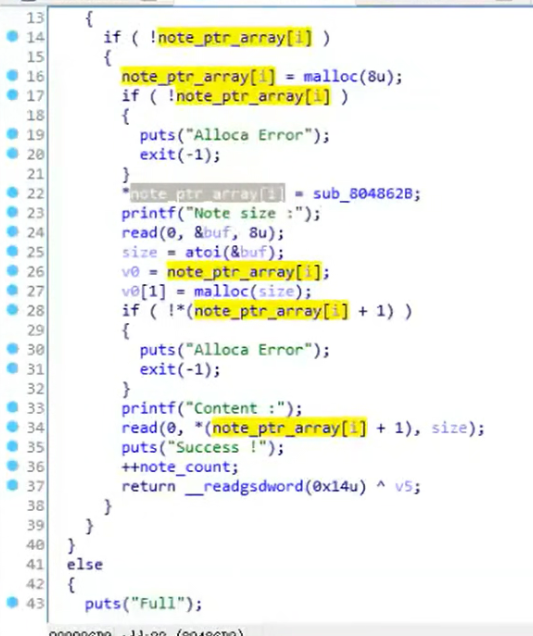 13 {
14 if ( !note_ptr_array[i] )
15 {
16 note_ptr_array[i] = malloc(8u);
17 if ( !note_ptr_array[i] )
18 {
19 puts("Alloca Error");
20 exit(-1);
21 }
22 *note_ptr_array[i] = sub_804862B;
23 printf("Note size :");
24 read(0, &buf, 8u);
25 size = atoi(&buf);
26 v0 = note_ptr_array[i];
27 v0[1] = malloc(size);
28 if ( !*(note_ptr_array[i] + 1) )
29 {
30 puts("Alloca Error");
31 exit(-1);
32 }
33 printf("Content :");
34 read(0, *(note_ptr_array[i] + 1), size);
35 puts("Success !");
36 ++note_count;
37 return __readgsdword(0x14u) ^ v5;
38 }
39 }
40 }
41 else
42 {
43 puts("Full");